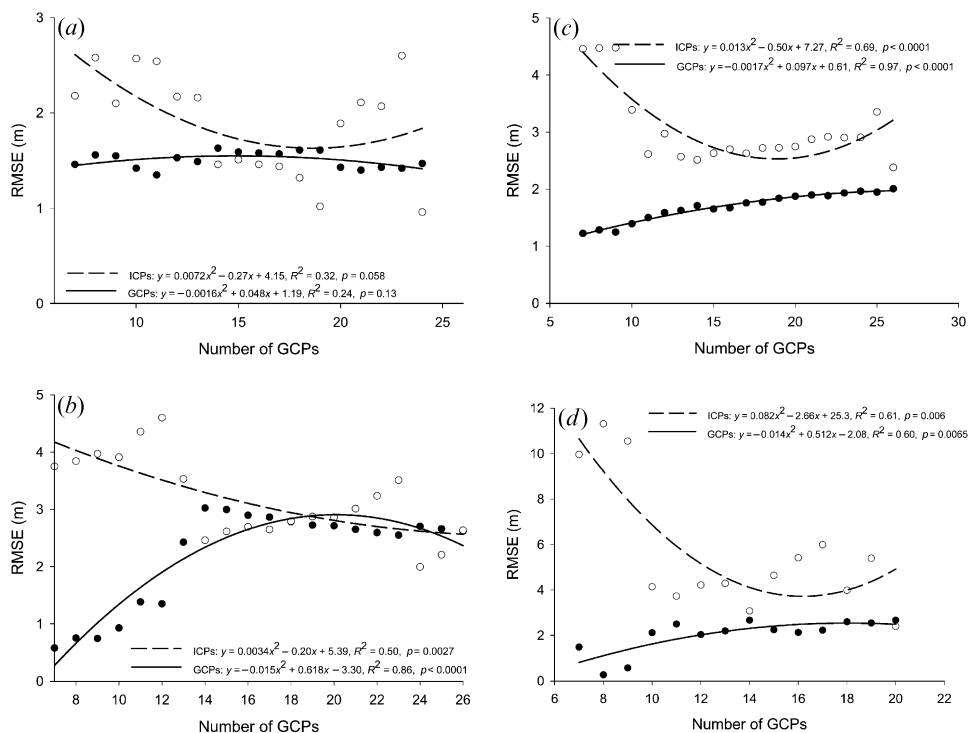 (a)
3
2
1
0
RMSE (m)
ICPs: y = 0.0072x² – 0.27x + 4.15, R² = 0.32, p = 0.058
GCPs: y = –0.0016x² + 0.048x + 1.19, R² = 0.24, p = 0.13
10 15 20 25
Number of GCPs
(c)
5
4
3
2
1
0
RMSE (m)
ICPs: y = 0.013x² – 0.50x + 7.27, R² = 0.69, p < 0.0001
GCPs: y = –0.0017x² + 0.097x + 0.61, R² = 0.97, p < 0.0001
5 10 15 20 25 30
Number of GCPs
(b)
5
4
3
2
1
0
RMSE (m)
ICPs: y = 0.0034x² – 0.20x + 5.39, R² = 0.50, p = 0.0027
GCPs: y = –0.015x² + 0.618x – 3.30, R² = 0.86, p < 0.0001
8 10 12 14 16 18 20 22 24 26
Number of GCPs
(d)
12
10
8
6
4
2
0
RMSE (m)
ICPs: y = 0.082x² – 2.66x + 25.3, R² = 0.61, p = 0.006
GCPs: y = –0.014x² + 0.512x – 2.08, R² = 0.60, p = 0.0065
6 8 10 12 14 16 18 20 22
Number of GCPs